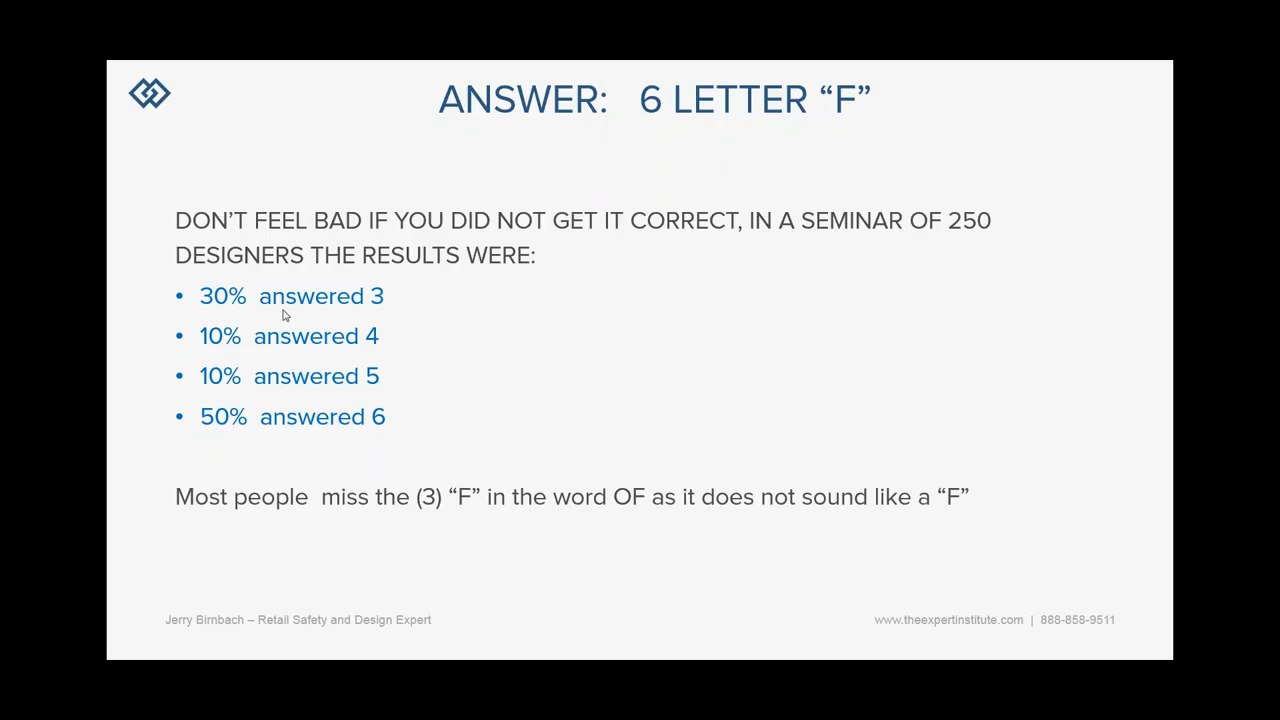 ANSWER: 6 LETTER “F”
DON’T FEEL BAD IF YOU DID NOT GET IT CORRECT, IN A SEMINAR OF 250
DESIGNERS THE RESULTS WERE:
• 30% answered 3
• 10% answered 4
• 10% answered 5
• 50% answered 6
Most people miss the (3) “F” in the word OF as it does not sound like a “F”
Jerry Birnbach – Retail Safety and Design Expert
www.theexpertinstitute.com | 888-858-9511